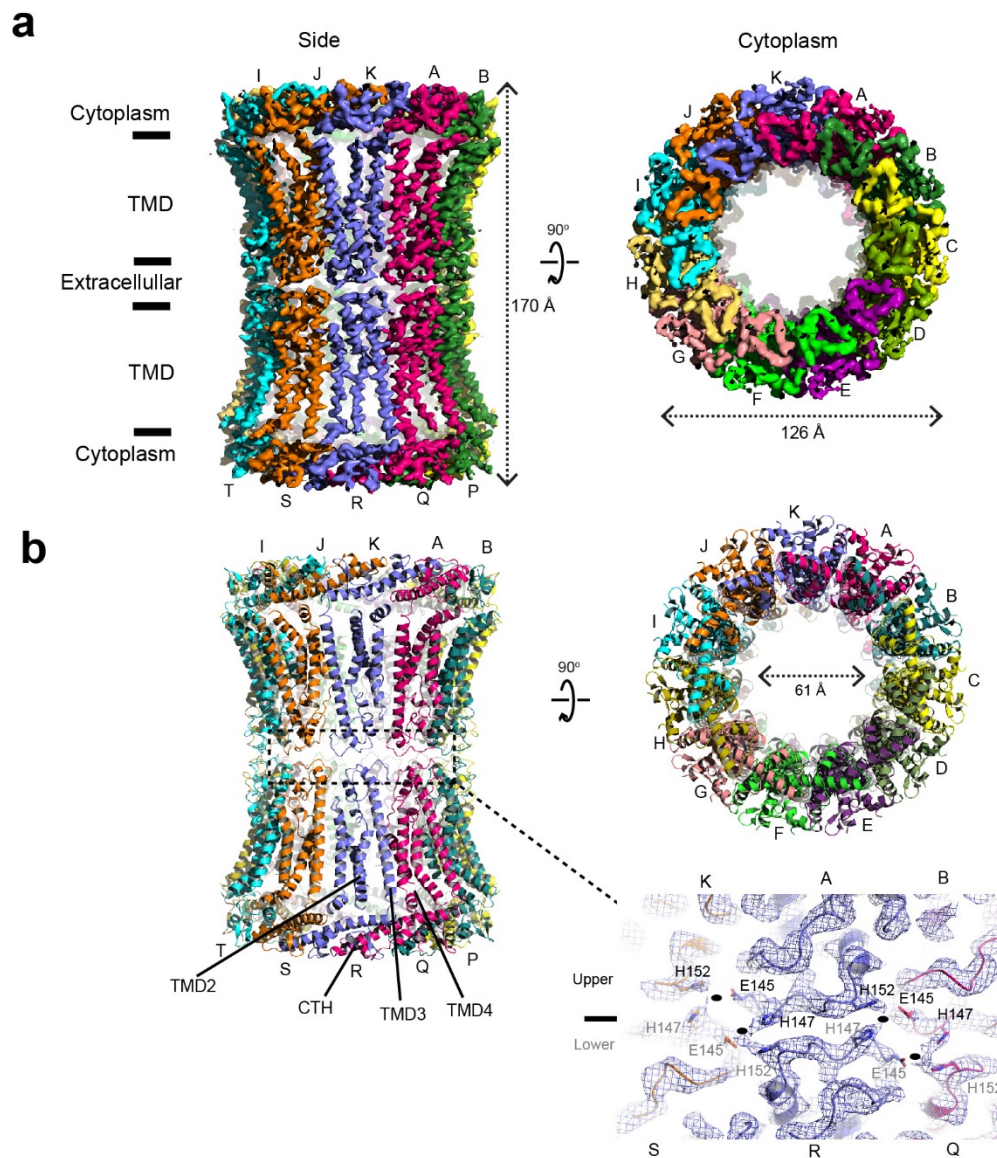 a
Side
Cytoplasm
I J K A B
Cytoplasm
TMD
Extracellullar
TMD
Cytoplasm
T S R Q P
170 Å
90°
K
A
B
C
D
E
F
G
H
I
J
126 Å
b
I J K A B
T S R Q P
TMD2
CTH
TMD3
TMD4
90°
K
A
B
C
D
E
F
G
H
I
J
61 Å
K A B
Upper
Lower
H152 E145 H152 E145
H147 H147 H147 H147
E145 E145
H152 H152
S R Q